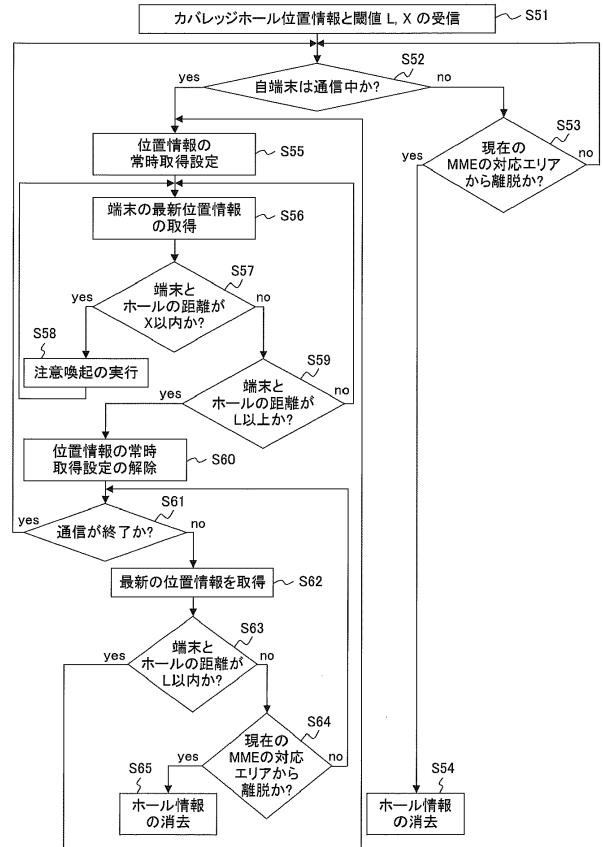 カバレッジホール位置情報と閾値 L, X の受信
S51
S52
yes
自端末は通信中か?
no
S53
現在の
yes
MMEの対応エリア
no
から離脱か?
位置情報の
常時取得設定
S55
端末の最新位置情報
の取得
S56
S57
yes
端末と
no
ホールの距離が
X以内か?
S58
注意喚起の実行
S59
yes
端末と
no
ホールの距離が
L以上か?
位置情報の常時
取得設定の解除
S60
S61
yes
通信が終了か?
no
最新の位置情報を取得
S62
S63
yes
端末と
no
ホールの距離が
L以内か?
S64
現在の
yes
MMEの対応
no
エリアから
離脱か?
S65
ホール情報
の消去
S54
ホール情報
の消去